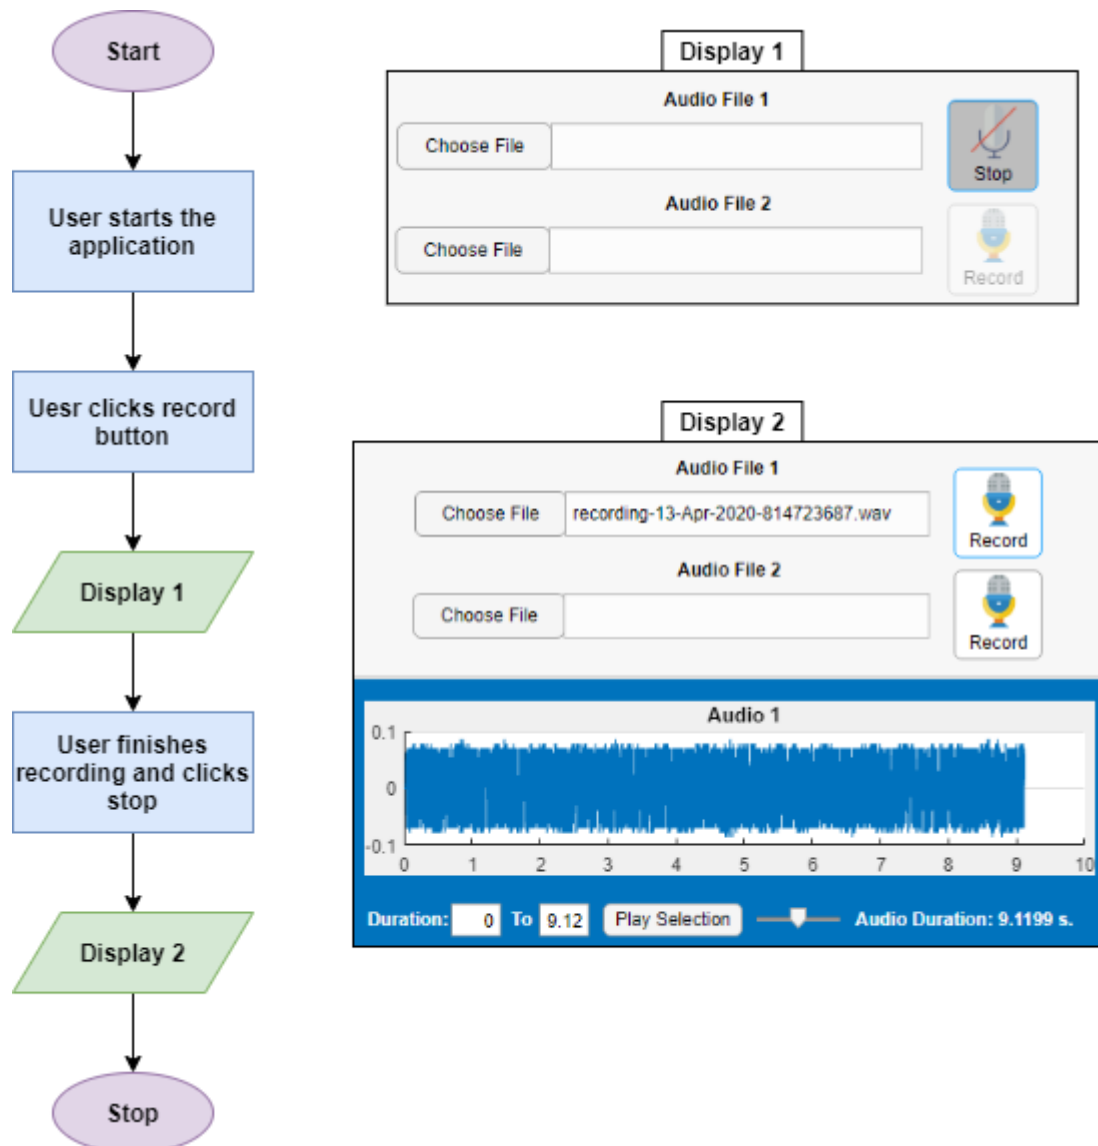 Start
User starts the
application
Uesr clicks record
button
Display 1
User finishes
recording and clicks
stop
Display 2
Stop
Display 1
Audio File 1
Choose File
Stop
Audio File 2
Choose File
Record
Display 2
Audio File 1
Choose File recording-13-Apr-2020-814723687.wav
Record
Audio File 2
Choose File
Record
Audio 1
0.1
0
-0.1
0 1 2 3 4 5 6 7 8 9 10
Duration: 0 To 9.12 Play Selection Audio Duration: 9.1199 s.